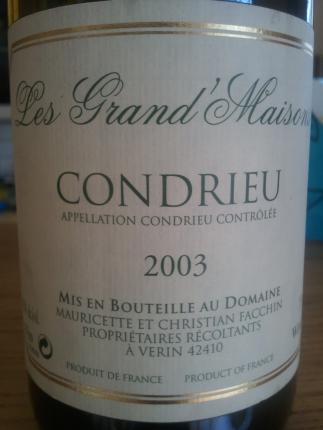 Les Grand'Maison
CONDRIEU
APPELLATION CONDRIEU CONTRÔLÉE
2003
MIS EN BOUTEILLE AU DOMAINE
MAURICETTE ET CHRISTIAN FACCHIN
PROPRIÉTAIRES RÉCOLTANTS
À VERIN 42410
PRODUIT DE FRANCE PRODUCT OF FRANCE